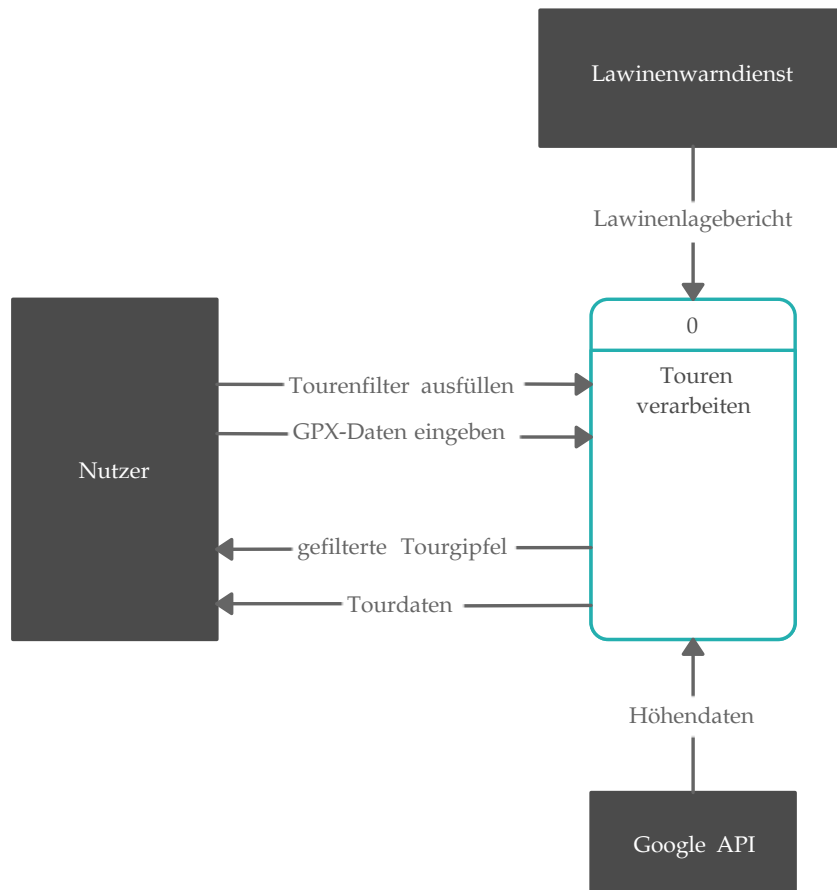 Lawinenwarndienst
Lawinenlagebericht
0
Touren
verarbeiten
Tourenfilter ausfüllen
GPX-Daten eingeben
Nutzer
gefilterte Tourgipfel
Tourdaten
Höhendaten
Google API